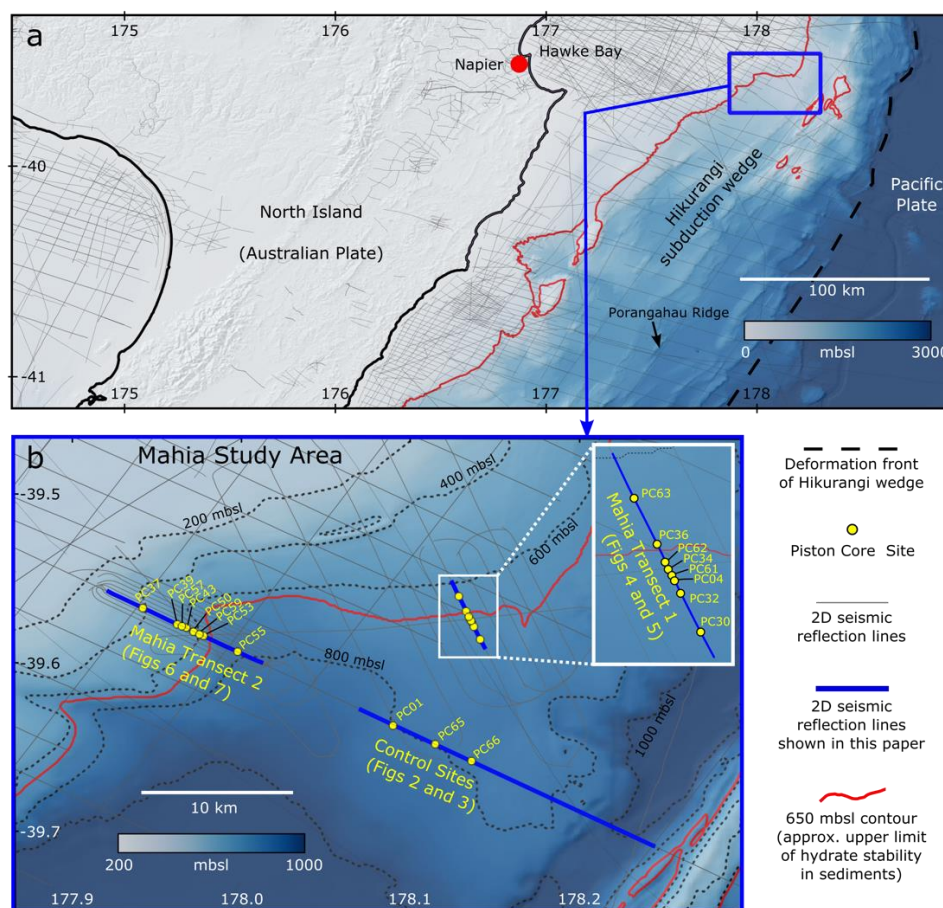 a
175
176
177
178
Hawke Bay
Napier
-40
North Island
(Australian Plate)
Hikurangi
subduction wedge
Pacific
Plate
100 km
Porangahau Ridge
0
mbsl
3000
-41
175
176
177
178
b
Mahia Study Area
-39.5
200 mbsl
400 mbsl
600 mbsl
PC63
PC36
PC62
PC34
PC61
PC04
PC32
PC30
Mahia Transect 1
(Figs 4 and 5)
PC37
PC39
PC57
PC43
PC50
PC59
PC53
PC55
-39.6
Mahia Transect 2
(Figs 6 and 7)
800 mbsl
1000 mbsl
PC01
PC65
PC66
Control Sites
(Figs 2 and 3)
10 km
-39.7
200
mbsl
1000
177.9
178.0
178.1
178.2
Deformation front
of Hikurangi wedge
Piston Core Site
2D seismic
reflection lines
2D seismic
reflection lines
shown in this paper
650 mbsl contour
(approx. upper limit
of hydrate stability
in sediments)